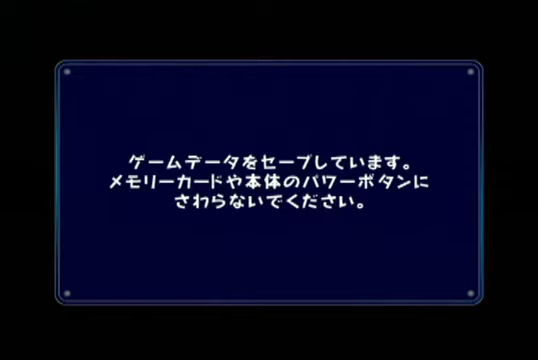 ゲームデータをセーブしています。
メモリーカードや本体のパワーボタンに
さわらないでください。